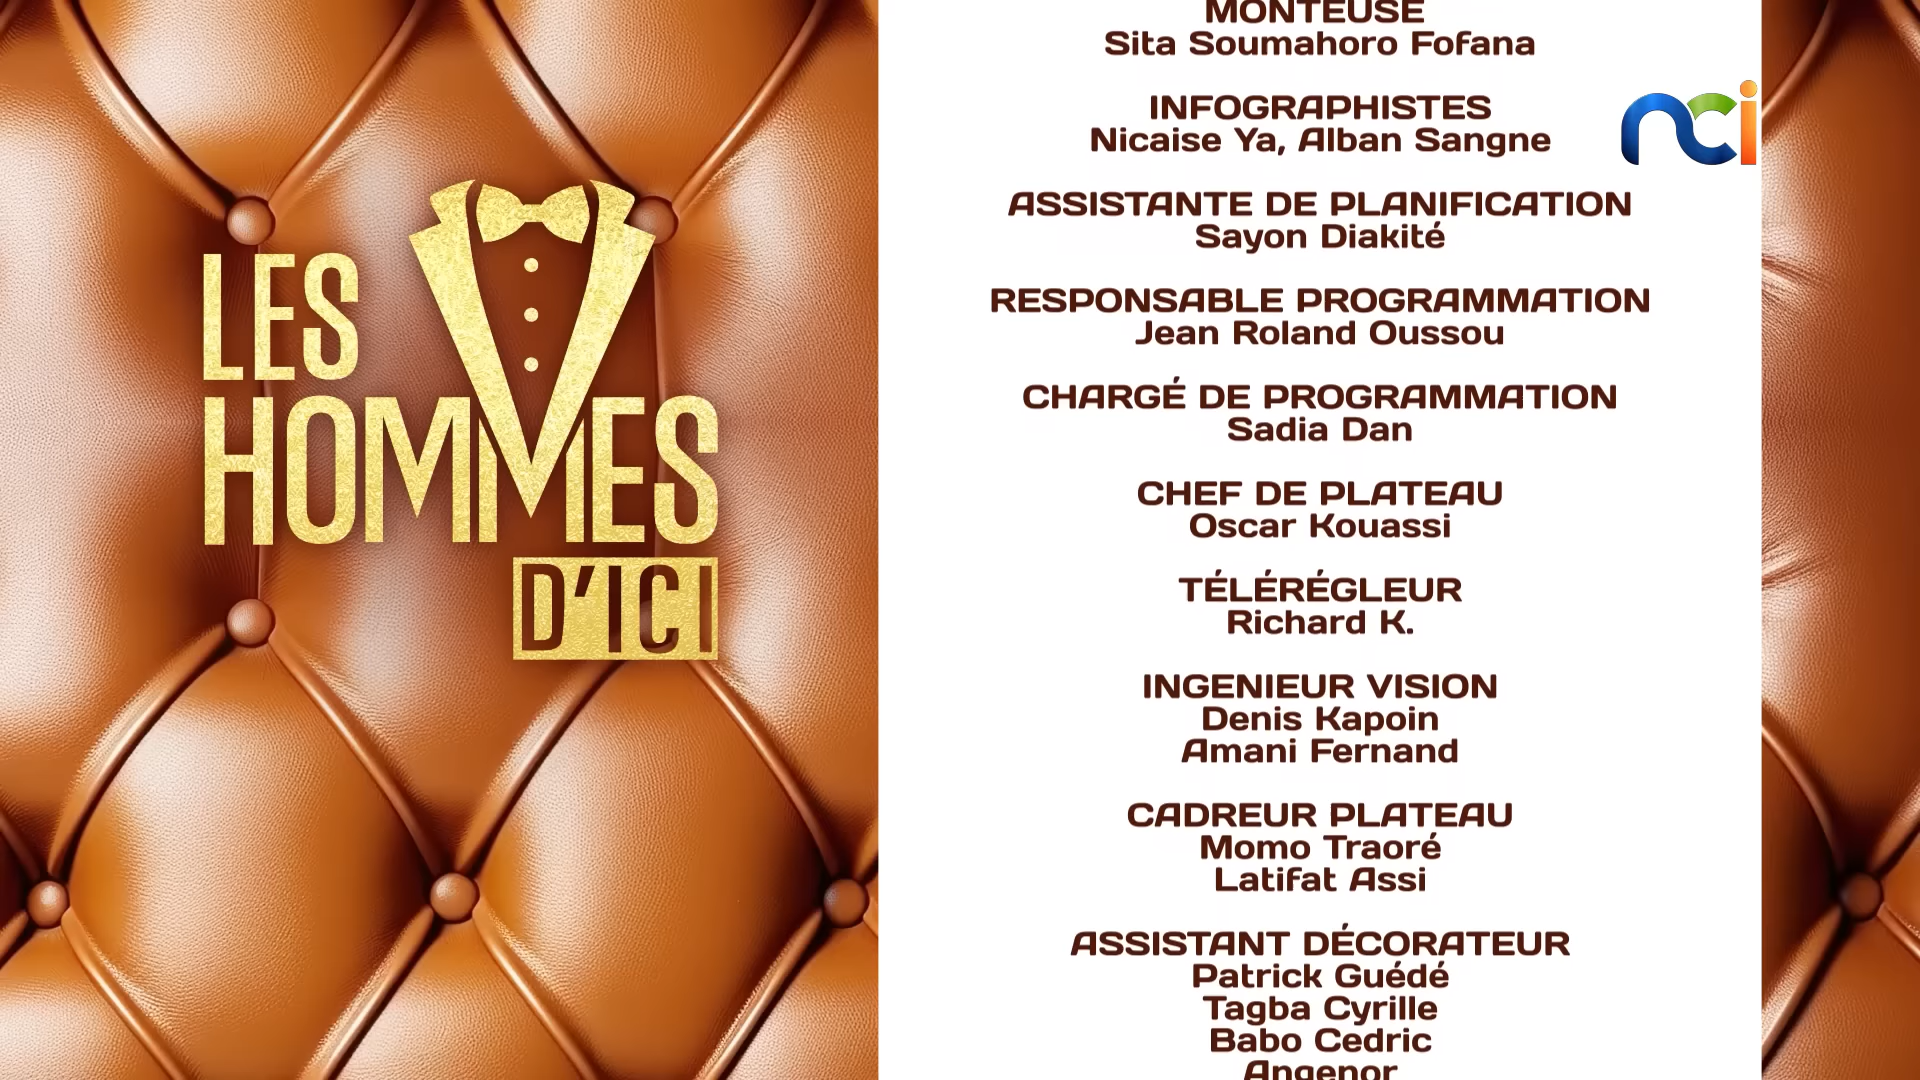 LES
HOMMES
D'ICI
MONTEUSE
Sita Soumahoro Fofana
INFOGRAPHISTES
Nicaise Ya, Alban Sangne
ASSISTANTE DE PLANIFICATION
Sayon Diakité
RESPONSABLE PROGRAMMATION
Jean Roland Oussou
CHARGÉ DE PROGRAMMATION
Sadia Dan
CHEF DE PLATEAU
Oscar Kouassi
TÉLÉRÉGLEUR
Richard K.
INGENIEUR VISION
Denis Kapoin
Amani Fernand
CADREUR PLATEAU
Momo Traoré
Latifat Assi
ASSISTANT DÉCORATEUR
Patrick Guédé
Tagba Cyrille
Babo Cedric
Angenor
nci